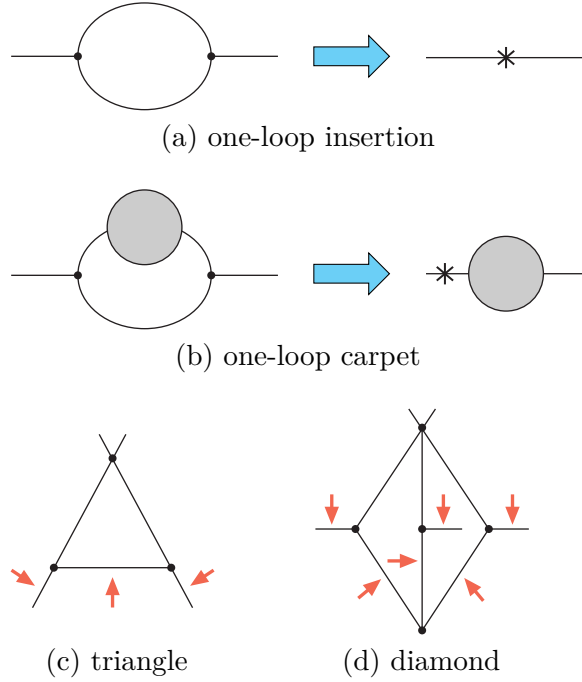 (a) one-loop insertion
(b) one-loop carpet
(c) triangle
(d) diamond